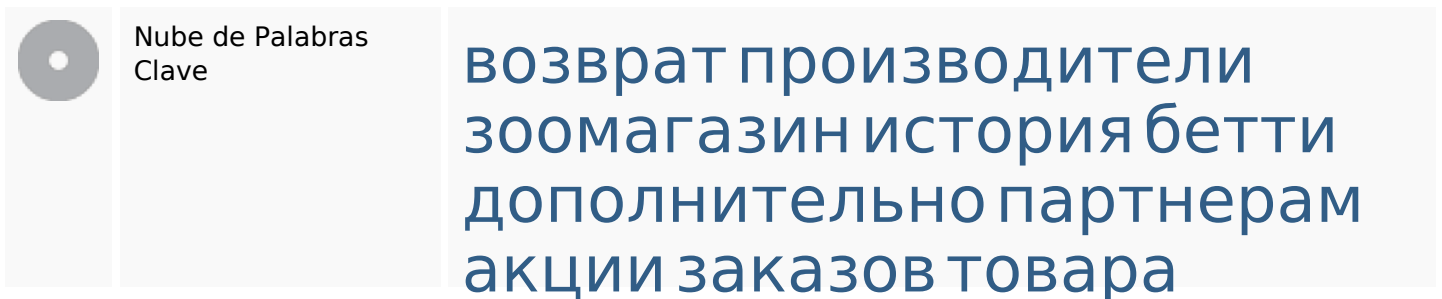 Nube de Palabras
Clave
возврат производители
зоомагазин история бетти
дополнительно партнерам
акции заказов товара